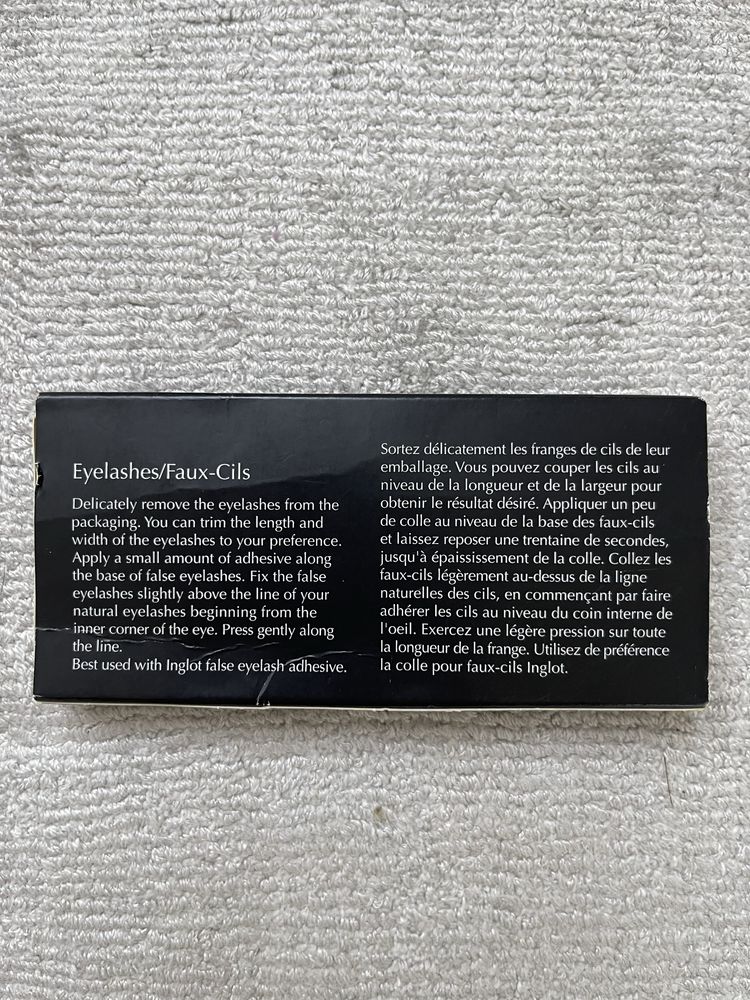 Eyelashes/Faux-Cils
Delicately remove the eyelashes from the
packaging. You can trim the length and
width of the eyelashes to your preference.
Apply a small amount of adhesive along
the base of false eyelashes. Fix the false
eyelashes slightly above the line of your
natural eyelashes beginning from the
inner corner of the eye. Press gently along
the line.
Best used with Inglot false eyelash adhesive.
Sortez délicatement les franges de cils de leur
emballage. Vous pouvez couper les cils au
niveau de la longueur et de la largeur pour
obtenir le résultat désiré. Appliquer un peu
de colle au niveau de la base des faux-cils
et laissez reposer une trentaine de secondes,
jusqu'à épaississement de la colle. Collez les
faux-cils légèrement au-dessus de la ligne
naturelles des cils, en commençant par faire
adhérer les cils au niveau du coin interne de
l'oeil. Exercez une légère pression sur toute
la longueur de la frange. Utilisez de préférence
la colle pour faux-cils Inglot.